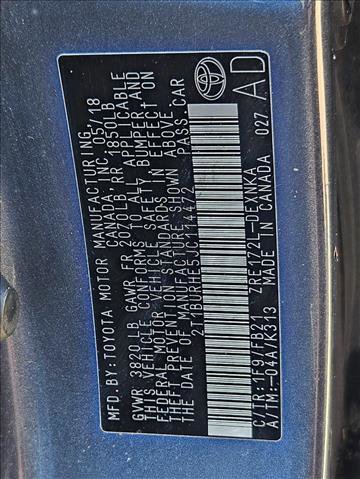 MFD.BY: TOYOTA MOTOR MANUFACTURING.
CANADA, INC. 05/18
GVWR 3820 LB GAWR FR 2070LB RR 1850LB
THIS VEHICLE CONFORMS TO ALL APPLICABLE
FEDERAL MOTOR VEHICLE SAFETY, BUMPER, AND
THEFT PREVENTION STANDARDS IN EFFECT ON
THE DATE OF MANUFACTURE SHOWN ABOVE
2T1BURHE5JC114472 PASS.CAR
C/TR:1F9/FB21 ZRE172L-DEXNKA
A/TM:-04A/K313 MADE IN CANADA 027
AD